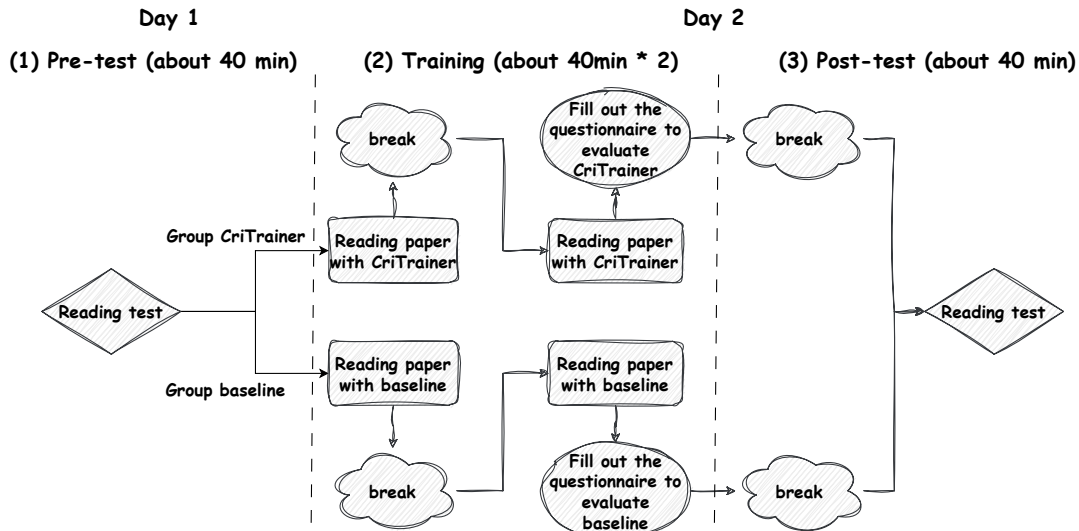 Day 1
Day 2
(1) Pre-test (about 40 min)
(2) Training (about 40min * 2)
(3) Post-test (about 40 min)
break
Fill out the
questionnaire to
evaluate
CriTrainer
break
Group CriTrainer
Reading paper
with CriTrainer
Reading paper
with CriTrainer
Reading test
Reading test
Group baseline
Reading paper
with baseline
Reading paper
with baseline
break
Fill out the
questionnaire to
evaluate
baseline
break